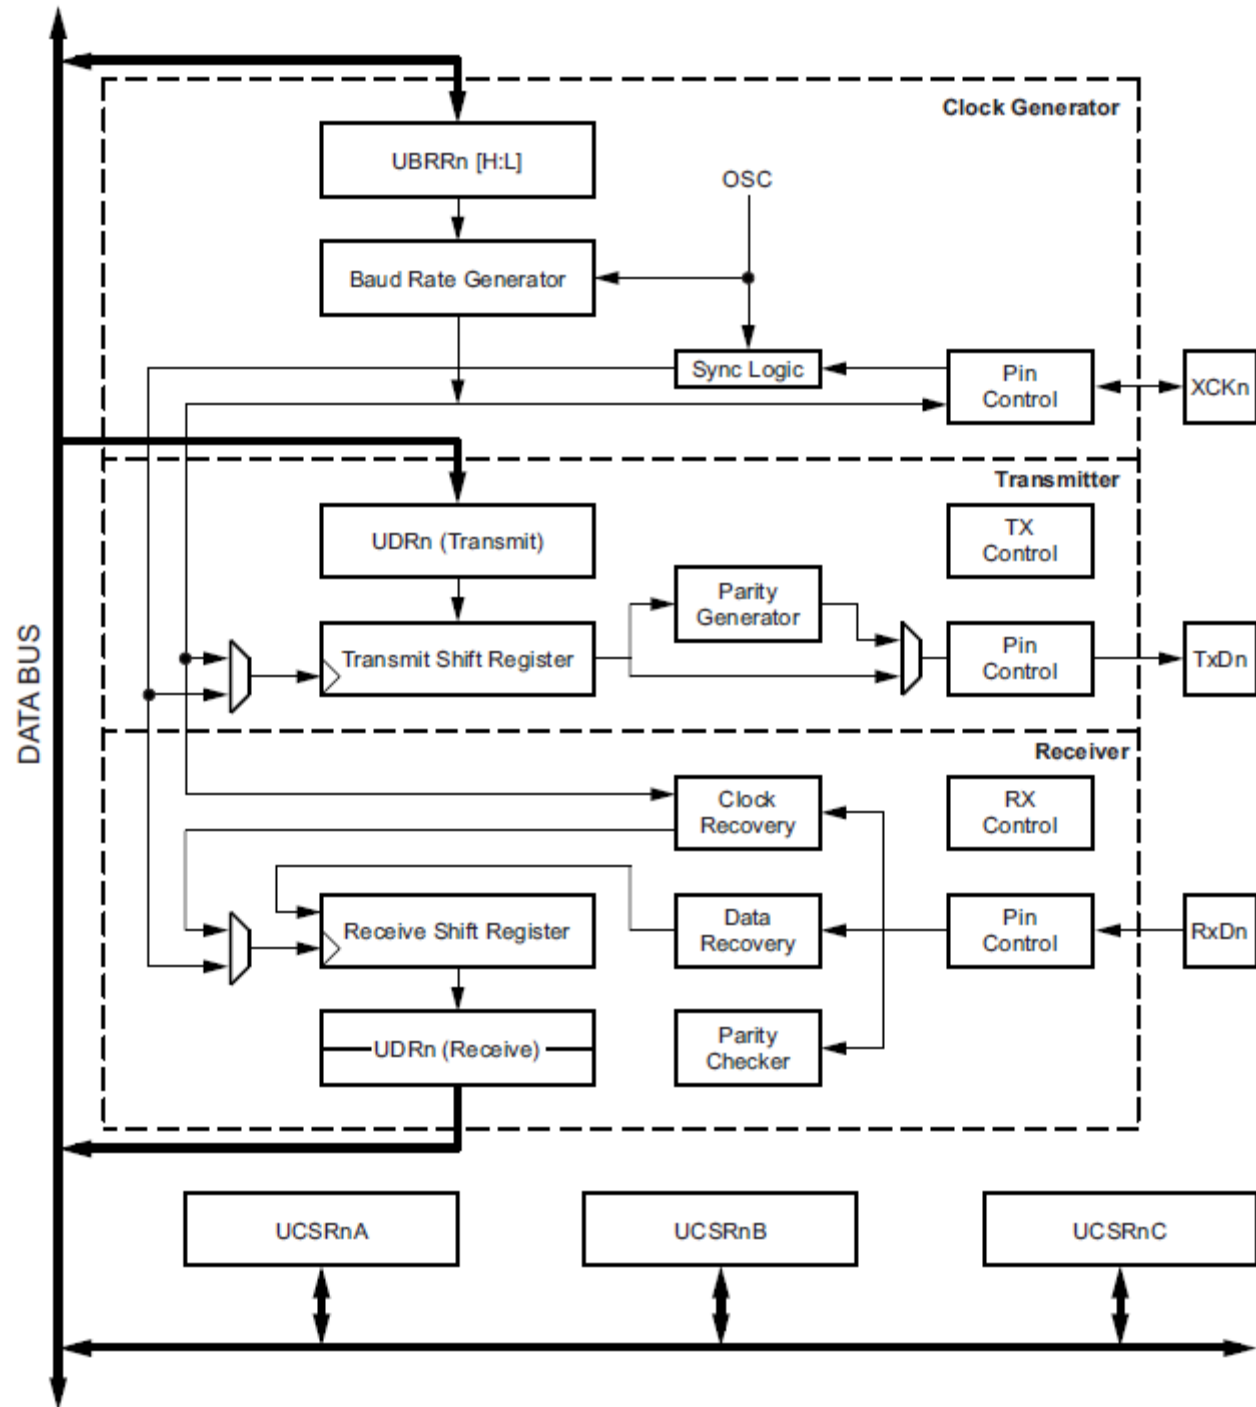 Clock Generator
UBRRn [H:L]
OSC
Baud Rate Generator
Sync Logic
Pin
Control
XCKn
Transmitter
UDRn (Transmit)
TX
Control
Parity
Generator
Transmit Shift Register
Pin
Control
TxDn
DATA BUS
Receiver
Clock
Recovery
RX
Control
Receive Shift Register
Data
Recovery
Pin
Control
RxDn
UDRn (Receive)
Parity
Checker
UCSRnA
UCSRnB
UCSRnC